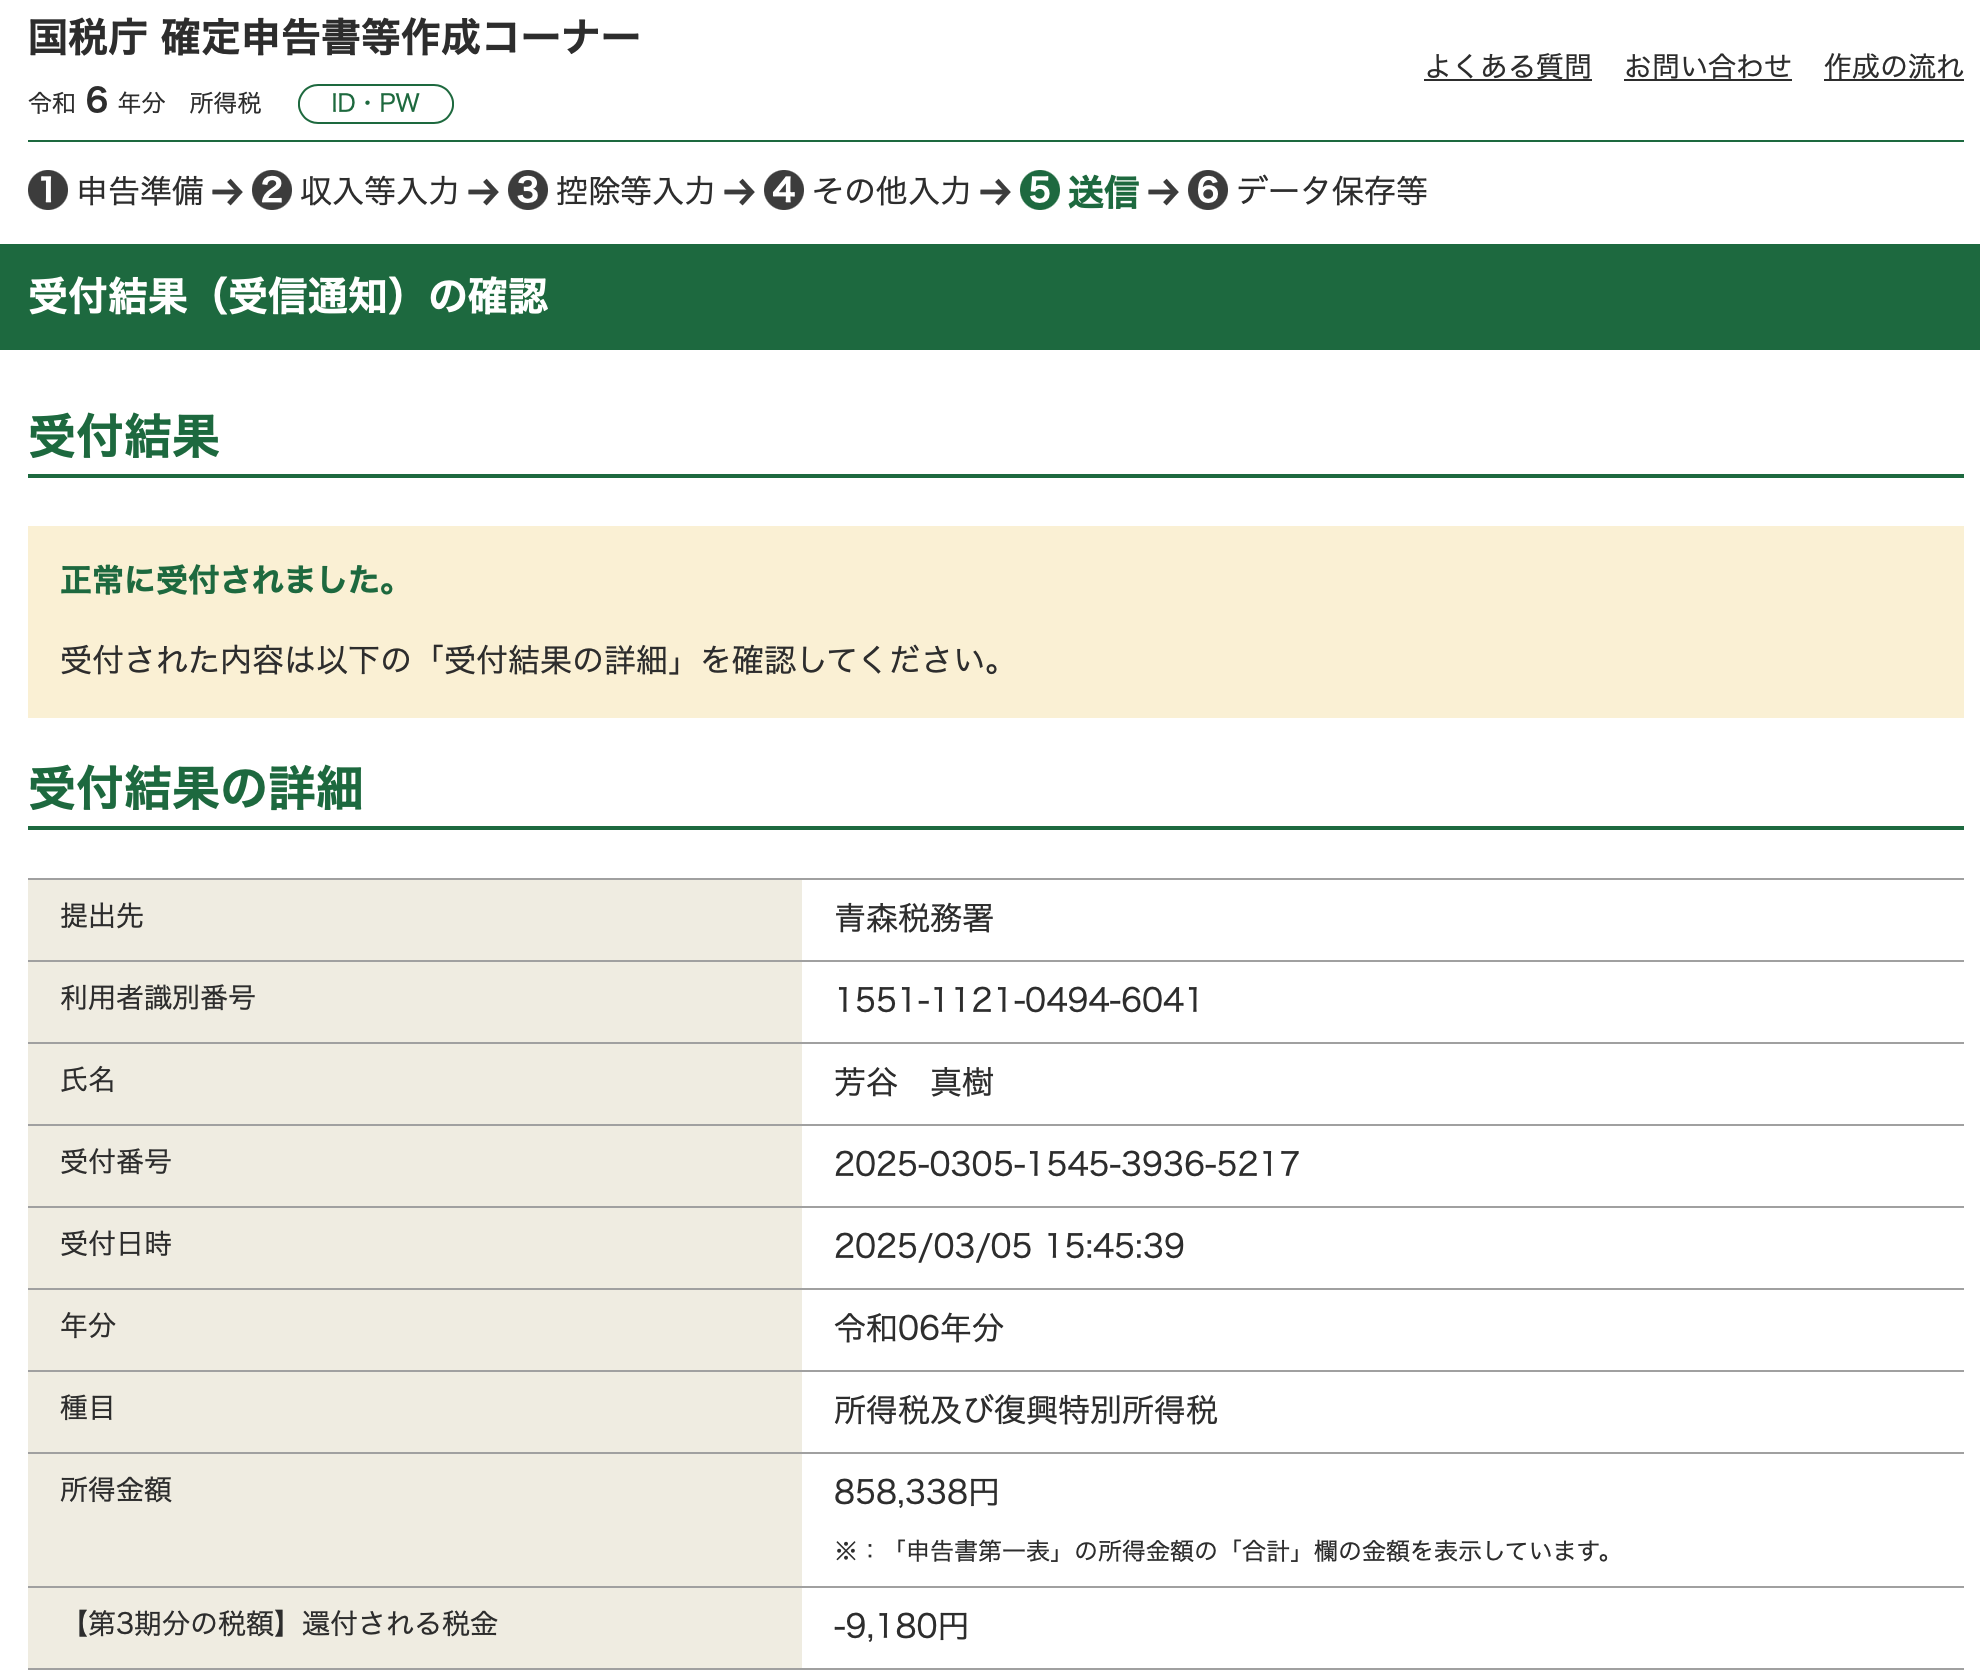 国税庁 確定申告書等作成コーナー
よくある質問 お問い合わせ 作成の流れ
令和 6 年分 所得税 ID・PW
1 申告準備 → 2 収入等入力 → 3 控除等入力 → 4 その他入力 → 5 送信 → 6 データ保存等
受付結果（受信通知）の確認
受付結果
正常に受付されました。
受付された内容は以下の「受付結果の詳細」を確認してください。
受付結果の詳細
提出先 青森税務署
利用者識別番号 1551-1121-0494-6041
氏名 芳谷　真樹
受付番号 2025-0305-1545-3936-5217
受付日時 2025/03/05 15:45:39
年分 令和06年分
種目 所得税及び復興特別所得税
所得金額 858,338円
※：「申告書第一表」の所得金額の「合計」欄の金額を表示しています。
【第3期分の税額】還付される税金 -9,180円